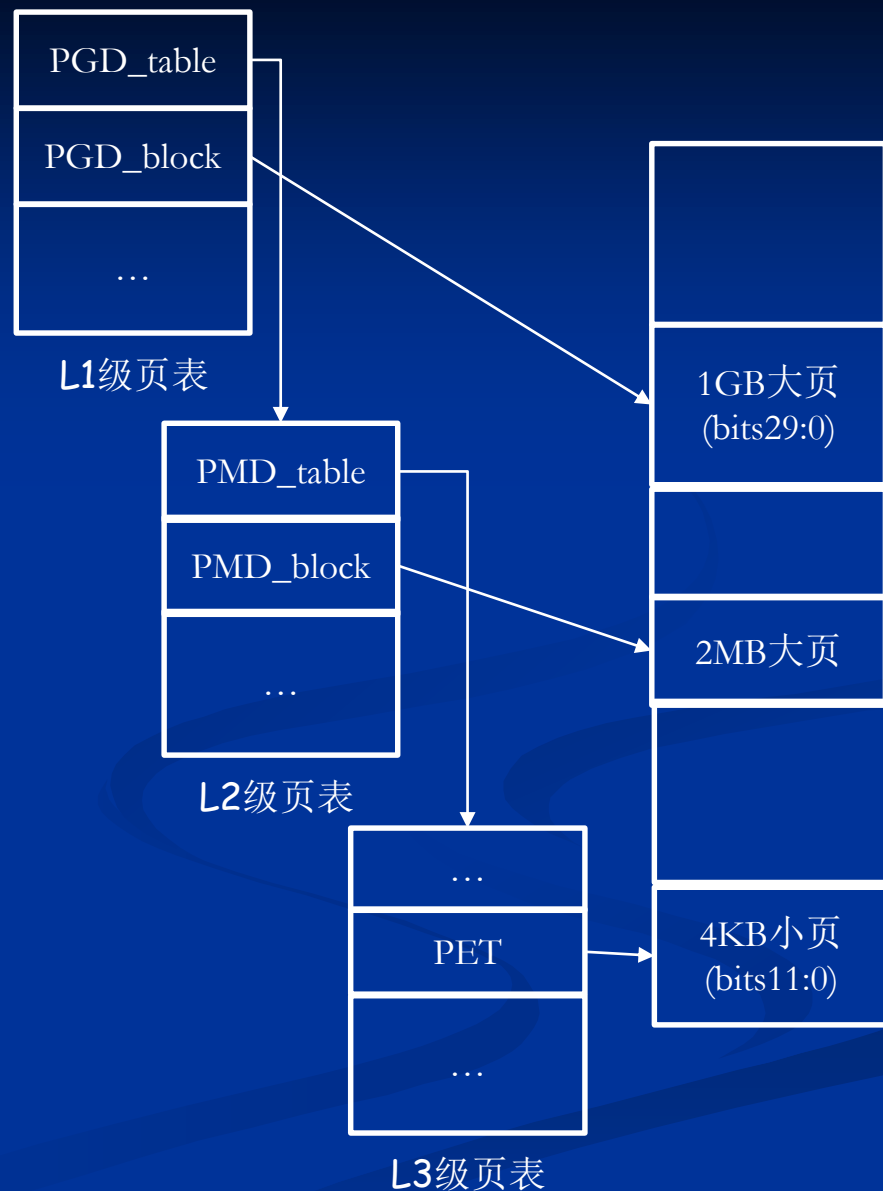 PGD_table
PGD_block
…
L1级页表
1GB大页
(bits29:0)
PMD_table
PMD_block
…
2MB大页
L2级页表
…
PET
4KB小页
(bits11:0)
…
L3级页表